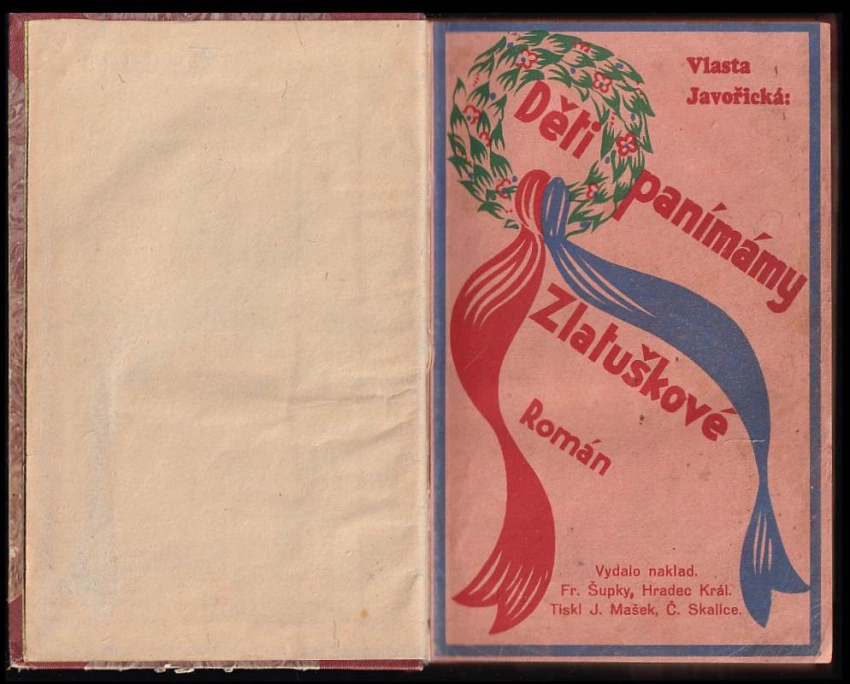 Vlasta
Javořická:
Děti
panímámy
Zlatuškové
Román
Vydalo naklad.
Fr. Šupky, Hradec Král.
Tiskl J. Mašek, Č. Skalice.